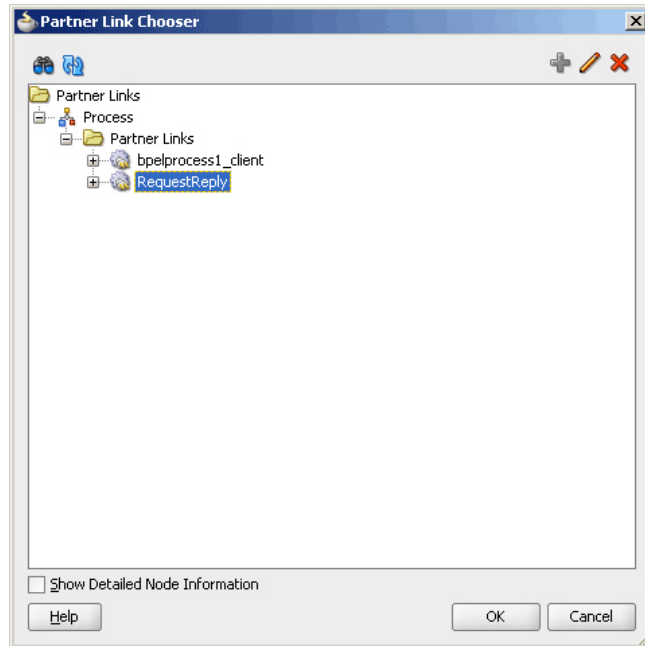 Partner Link Chooser
Partner Links
Process
Partner Links
bpelprocess1_client
RequestReply
Show Detailed Node Information
Help OK Cancel